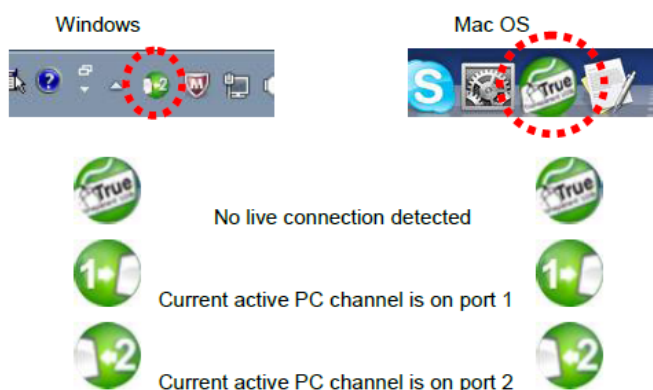 Windows
Mac OS
2
M
S
True
True
True
No live connection detected
1
1
Current active PC channel is on port 1
2
2
Current active PC channel is on port 2